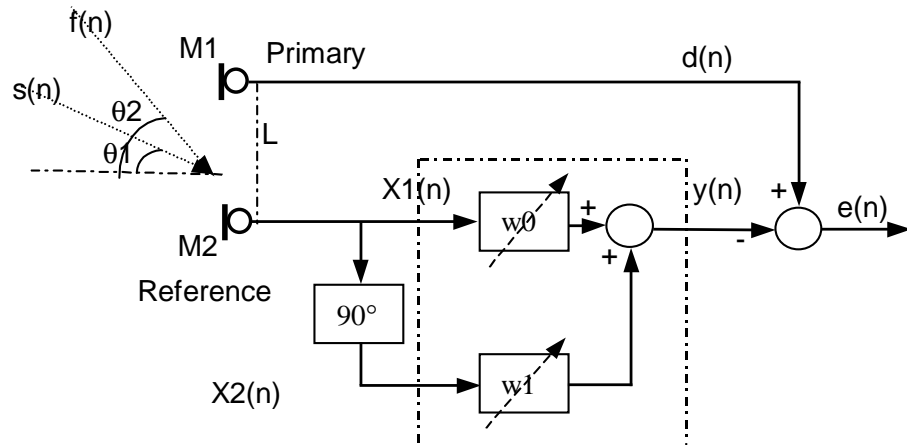 f(n)
M1
Primary
d(n)
s(n)
θ2
L
θ1
X1(n)
w0
+
y(n)
+
e(n)
-
+
M2
Reference
90°
w1
X2(n)